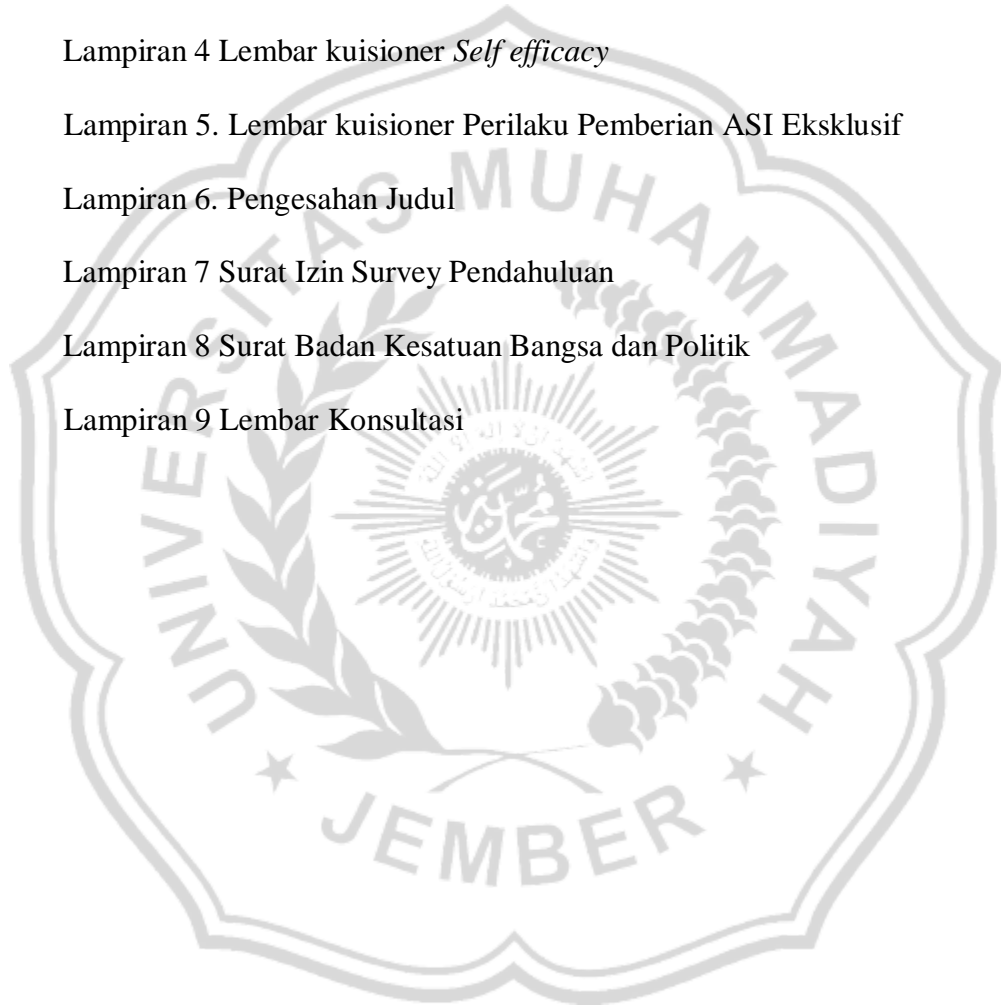 Lampiran 4 Lembar kuisioner Self efficacy
Lampiran 5. Lembar kuisioner Perilaku Pemberian ASI Eksklusif
Lampiran 6. Pengesahan Judul
Lampiran 7 Surat Izin Survey Pendahuluan
Lampiran 8 Surat Badan Kesatuan Bangsa dan Politik
Lampiran 9 Lembar Konsultasi
UNIVERSITAS MUHAMMADIYAH
JEMBER